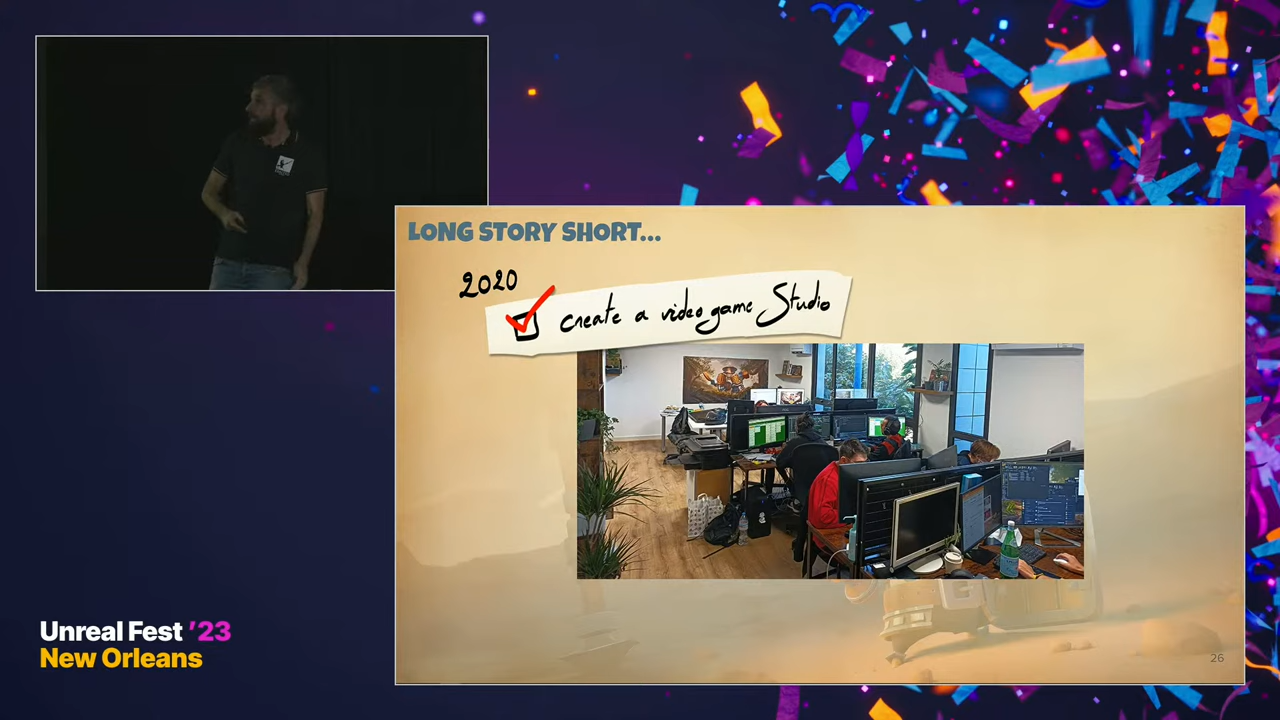 LONG STORY SHORT...
2020
create a video game Studio
Unreal Fest '23
New Orleans
26